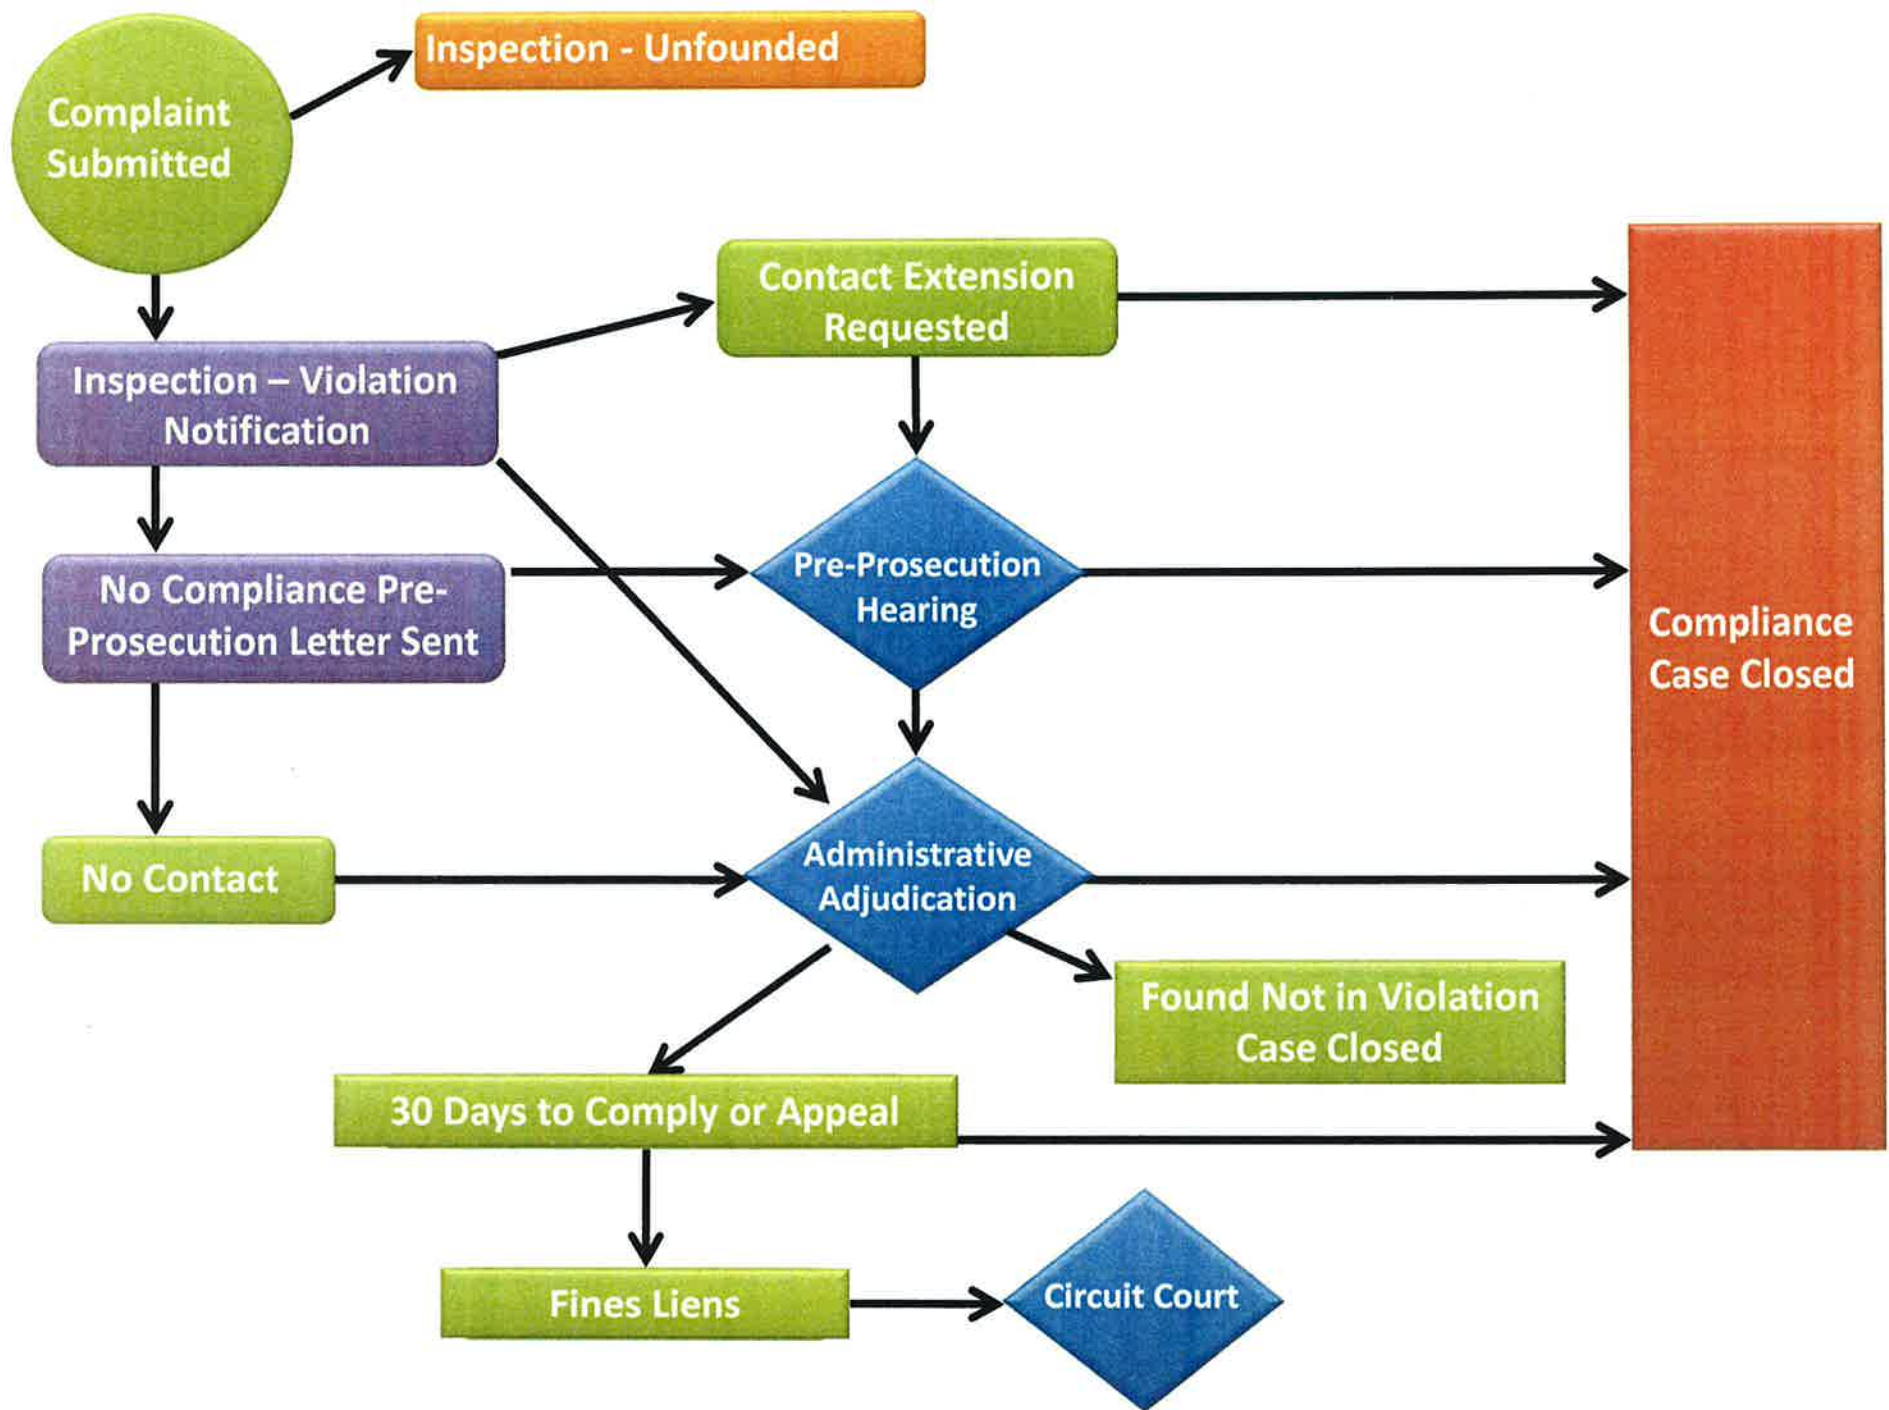 Complaint
Submitted
Inspection - Unfounded
Contact Extension
Requested
Inspection – Violation
Notification
No Compliance Pre-
Prosecution Letter Sent
Pre-Prosecution
Hearing
Compliance
Case Closed
No Contact
Administrative
Adjudication
Found Not in Violation
Case Closed
30 Days to Comply or Appeal
Fines Liens
Circuit Court